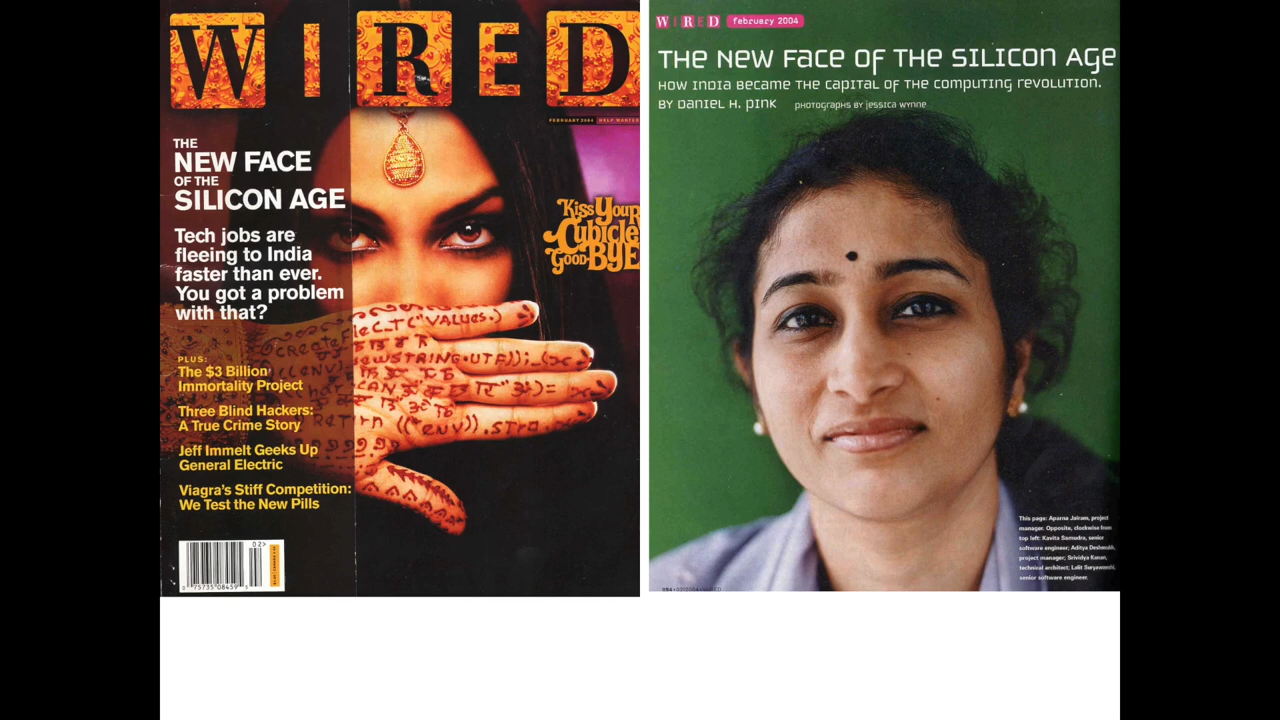 WIRED
FEBRUARY 2004 HELP WANTED
THE
NEW FACE
OF THE
SILICON AGE
Tech jobs are
fleeing to India
faster than ever.
You got a problem
with that?
Kiss Your
Cubicle
Good-Bye
("VALUES.)
PLUS:
The $3 Billion
Immortality Project
Three Blind Hackers:
A True Crime Story
Jeff Immelt Geeks Up
General Electric
Viagra's Stiff Competition:
We Test the New Pills
02>
WIRED february 2004
THE NEW FACE OF THE SILICON AGE
HOW INDIA BECAME THE CAPITAL OF THE COMPUTING REVOLUTION.
BY DANIEL H. PINK PHOTOGRAPHS BY jESSICA WYNNE
This page: Aparna Jairam, project
manager. Opposite, clockwise from
top left: Kavita Samudra, senior
software engineer; Aditya Deshmukh,
project manager; Srividya Kannan,
technical architect; Lalit Suryawanshi,
senior software engineer.